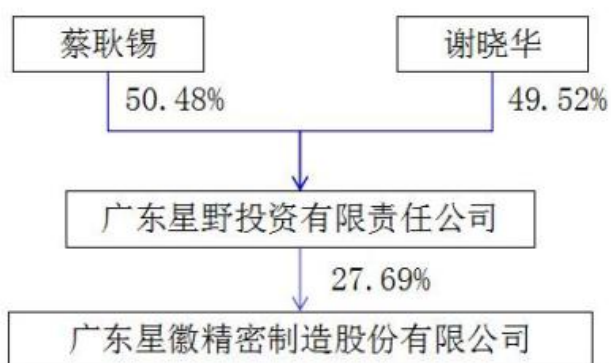 蔡耿锡
谢晓华
50.48%
49.52%
广东星野投资有限责任公司
27.69%
广东星徽精密制造股份有限公司